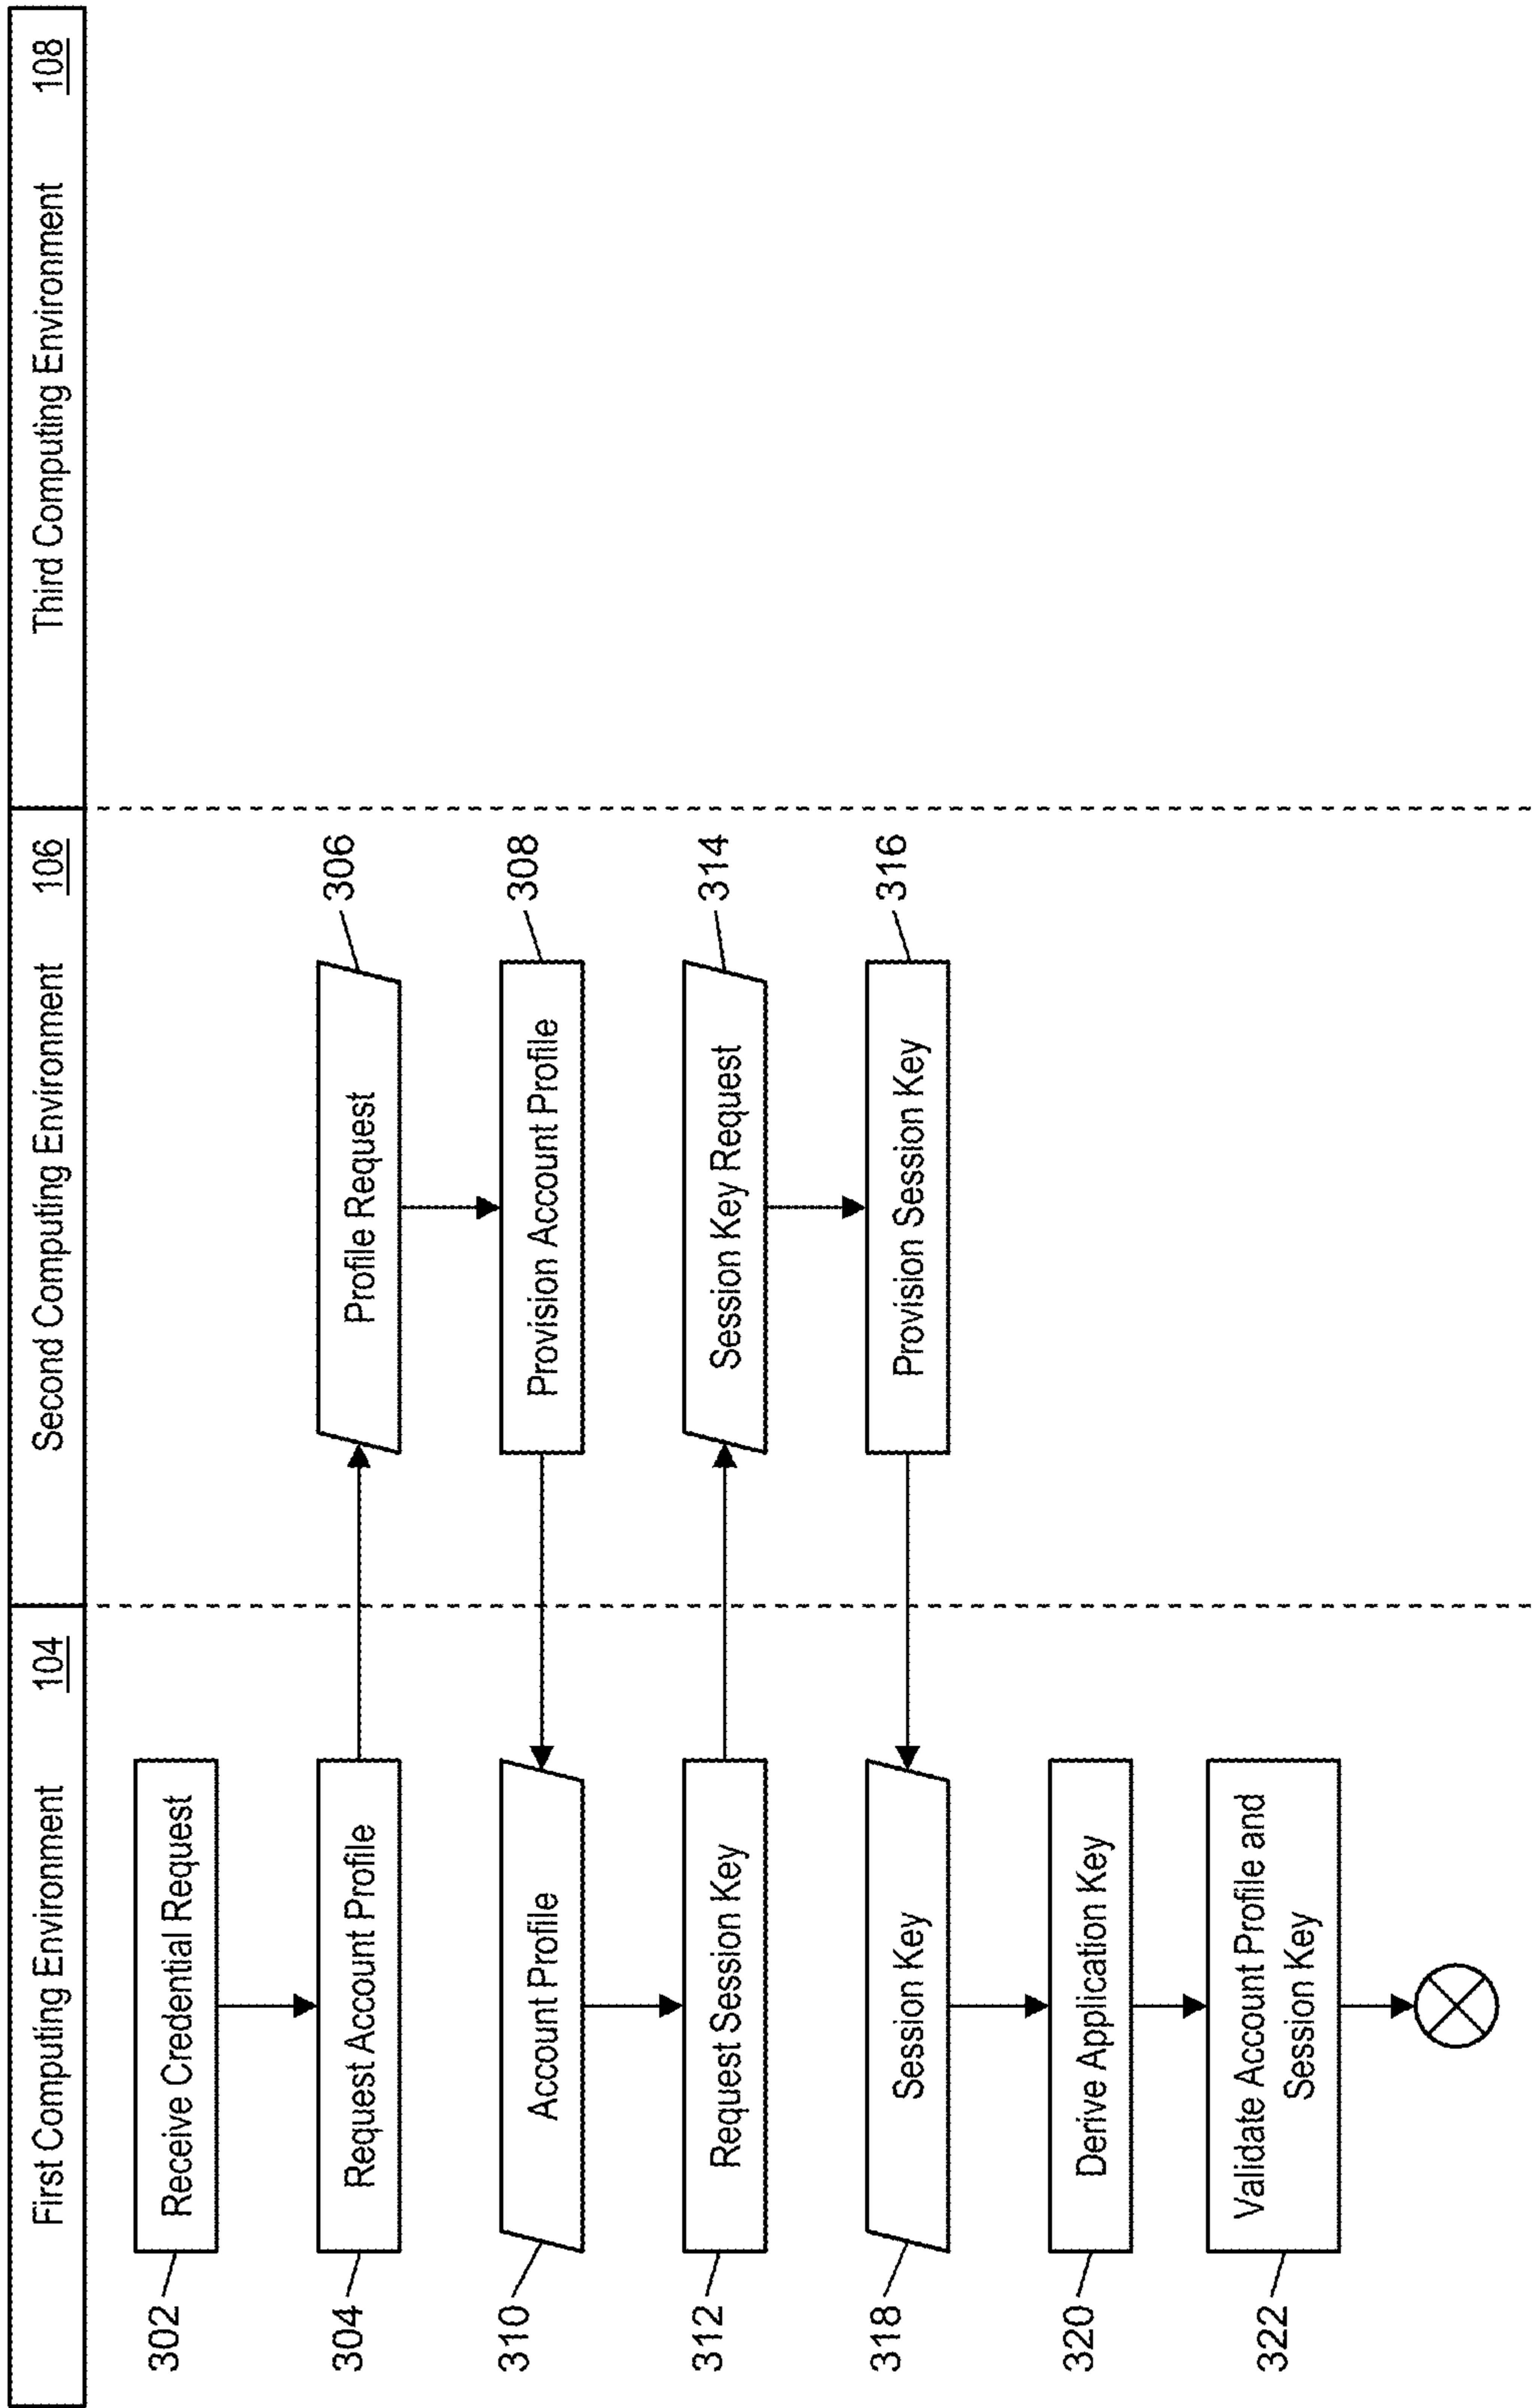 First Computing Environment 104
Second Computing Environment 106
Third Computing Environment 108
302
Receive Credential Request
304
Request Account Profile
Profile Request
306
Provision Account Profile
308
310
Account Profile
312
Request Session Key
Session Key Request
314
Provision Session Key
316
318
Session Key
320
Derive Application Key
322
Validate Account Profile and
Session Key